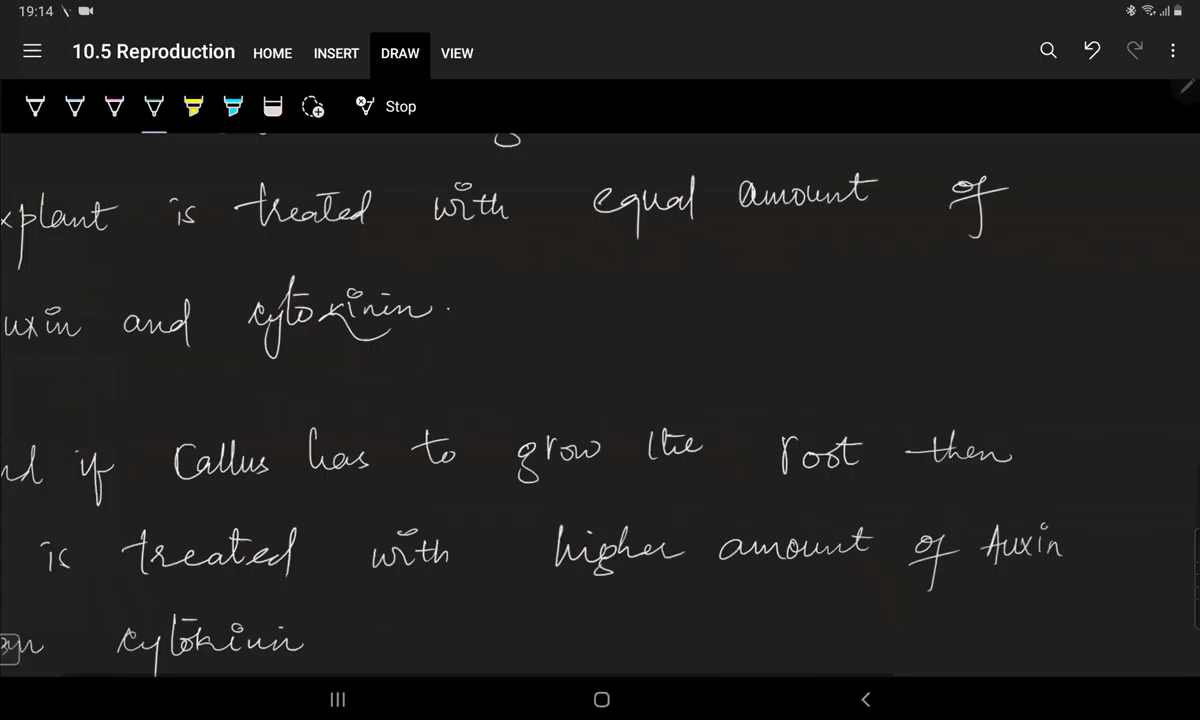 19:14
10.5 Reproduction HOME INSERT DRAW VIEW
Stop
xplant is treated with equal amount of
uxin and cytokinin.
nd if Callus has to grow the root then
is treated with higher amount of Auxin
cytokinin